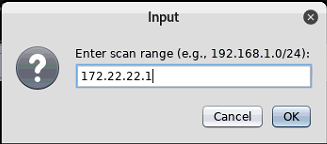 Input
Enter scan range (e.g., 192.168.1.0/24):
172.22.22.1
Cancel OK